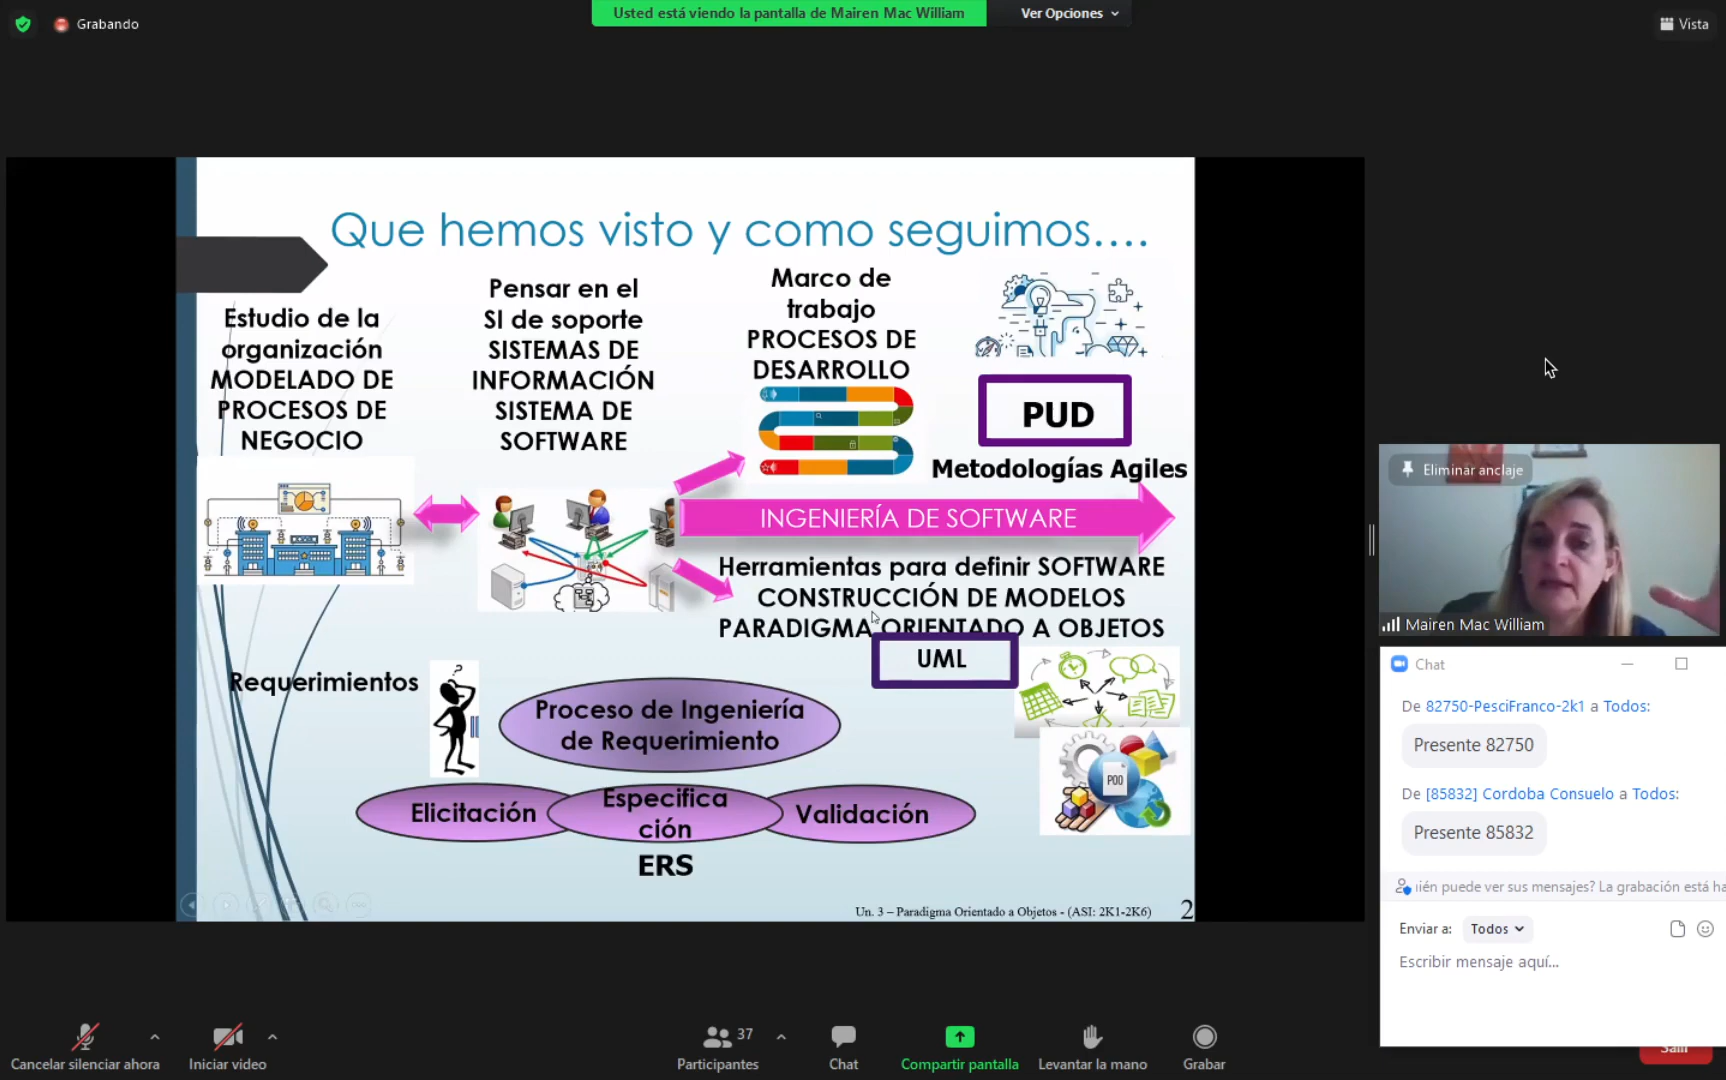 Grabando
Usted está viendo la pantalla de Mairen Mac William
Ver Opciones
Vista
Que hemos visto y como seguimos....
Estudio de la
organización
MODELADO DE
PROCESOS DE
NEGOCIO
Pensar en el
SI de soporte
SISTEMAS DE
INFORMACIÓN
SISTEMA DE
SOFTWARE
Marco de
trabajo
PROCESOS DE
DESARROLLO
PUD
Metodologías Agiles
INGENIERÍA DE SOFTWARE
Herramientas para definir SOFTWARE
CONSTRUCCIÓN DE MODELOS
PARADIGMA ORIENTADO A OBJETOS
UML
Requerimientos
?
Proceso de Ingeniería
de Requerimiento
Elicitación
Especifica
ción
Validación
ERS
POO
Un. 3 – Paradigma Orientado a Objetos - (ASI: 2K1-2K6)
2
Eliminar anclaje
Mairen Mac William
Chat
De 82750-PesciFranco-2k1 a Todos:
Presente 82750
De [85832] Cordoba Consuelo a Todos:
Presente 85832
uién puede ver sus mensajes? La grabación está ha
Enviar a: Todos
Escribir mensaje aquí...
Cancelar silenciar ahora
Iniciar video
37
Participantes
Chat
Compartir pantalla
Levantar la mano
Grabar
Salir